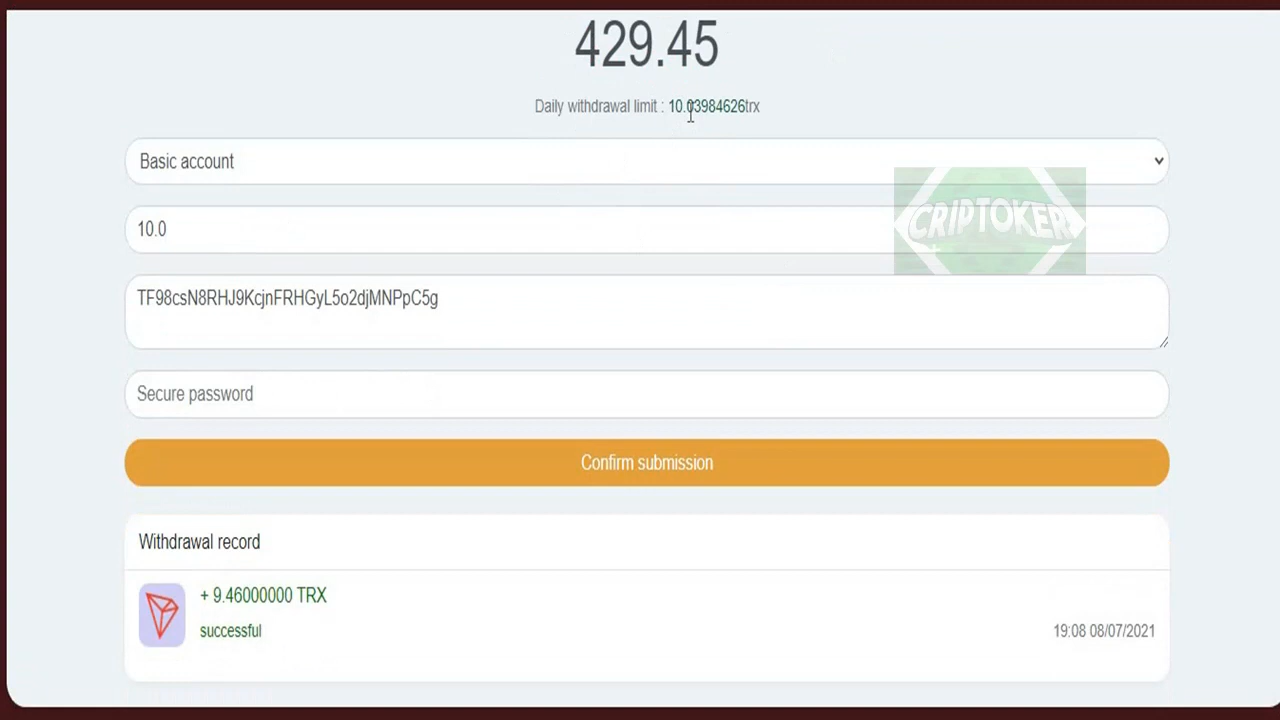 429.45
Daily withdrawal limit : 10.03984626trx
Basic account
CRIPTOKER
10.0
TF98csN8RHJ9KcjnFRHGyL5o2djMNPpC5g
Secure password
Confirm submission
Withdrawal record
+ 9.46000000 TRX
successful
19:08 08/07/2021